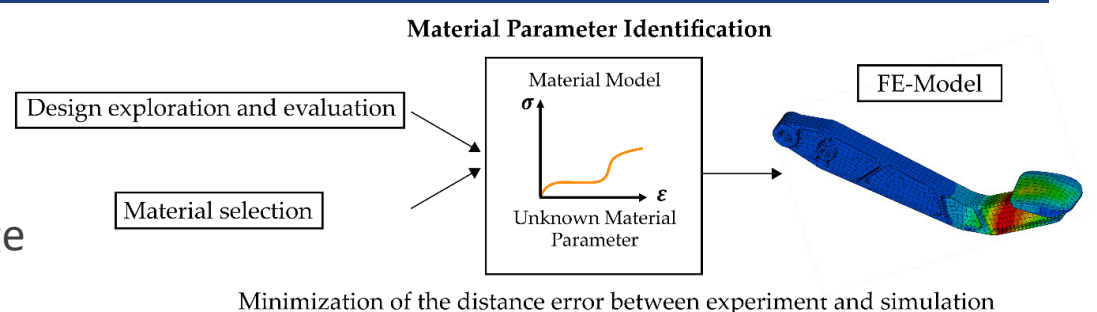 Material Parameter Identification
Design exploration and evaluation
Material selection
Material Model
σ
ε
Unknown Material
Parameter
FE-Model
Minimization of the distance error between experiment and simulation